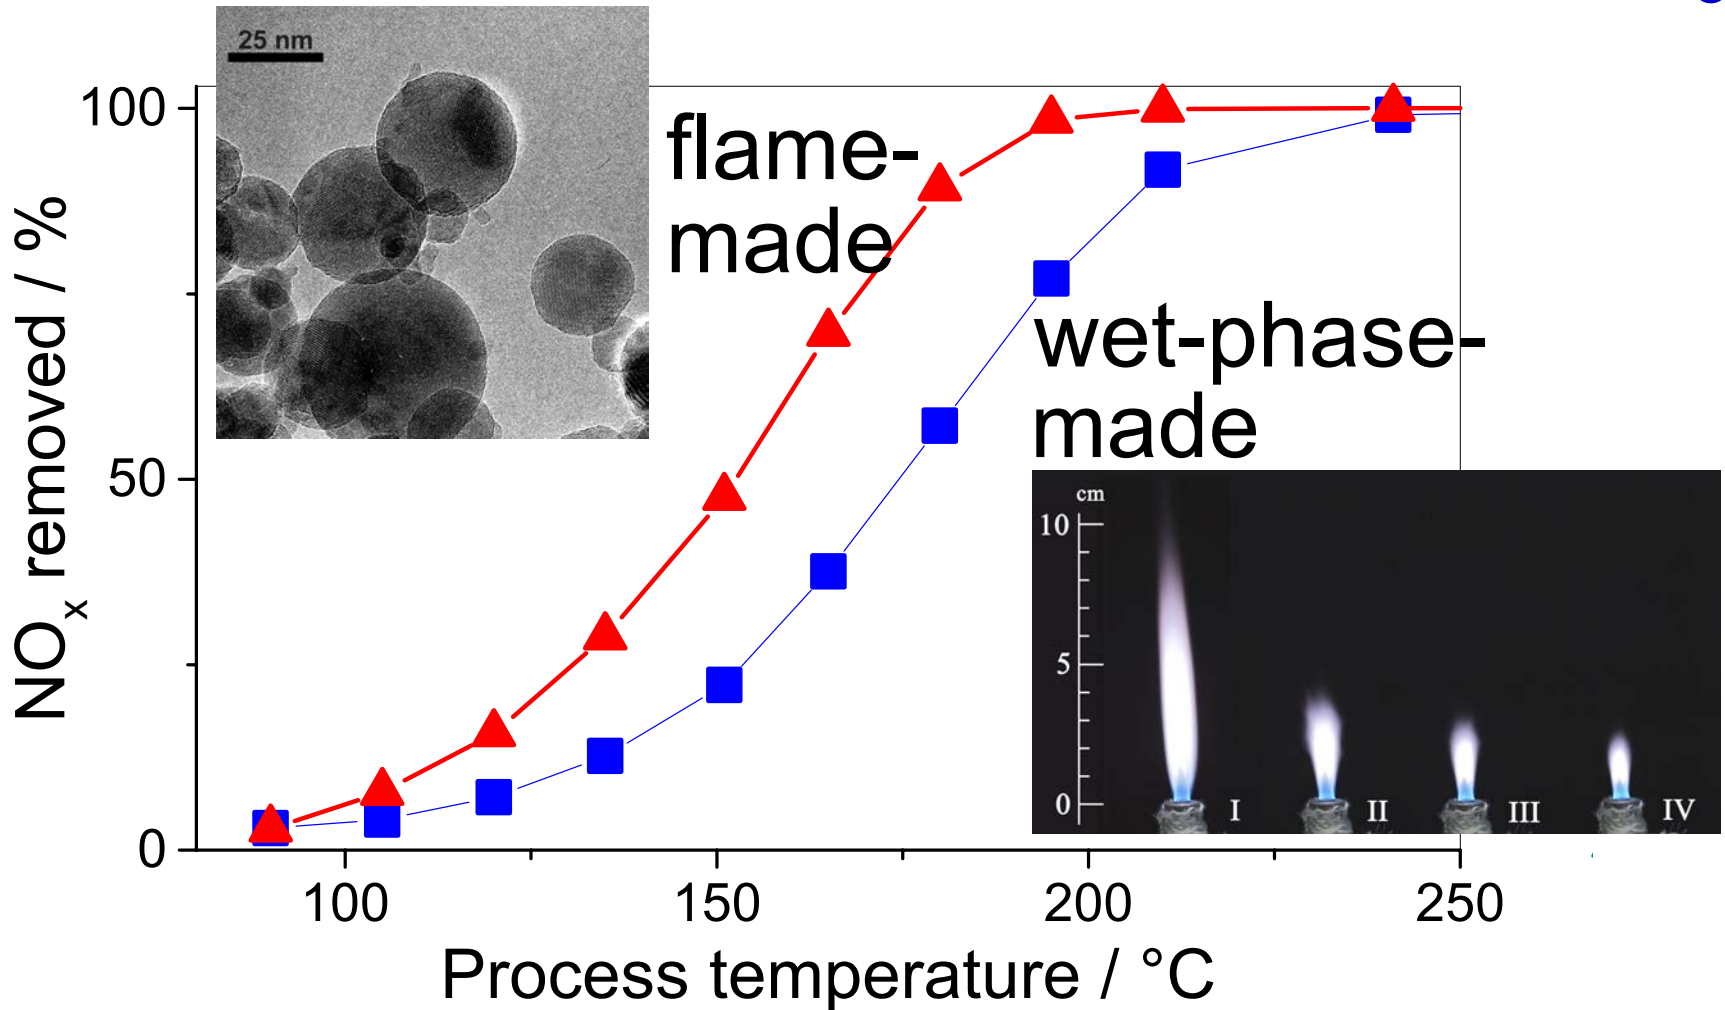 25 nm
100
flame-
made
wet-phase-
made
50
0
NOx removed / %
cm
10
5
0
I
II
III
IV
100
150
200
250
Process temperature / °C